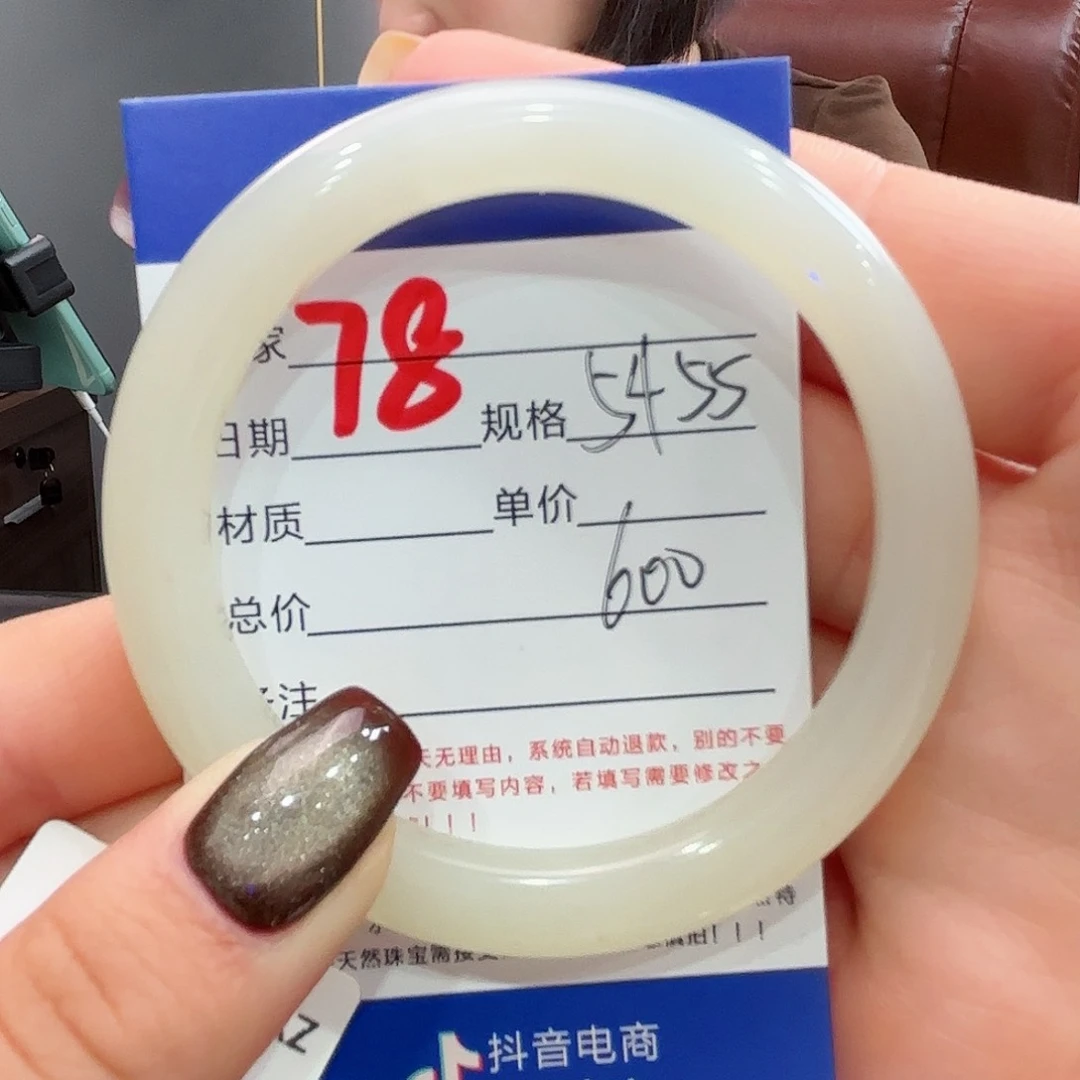 家 78
日期 规格 54 55
材质 单价
总价 600
注
天无理由，系统自动退款，别的不要
不要填写内容，若填写需要修改之
！！！
待
天然珠宝需接
！！！
抖音电商
Z